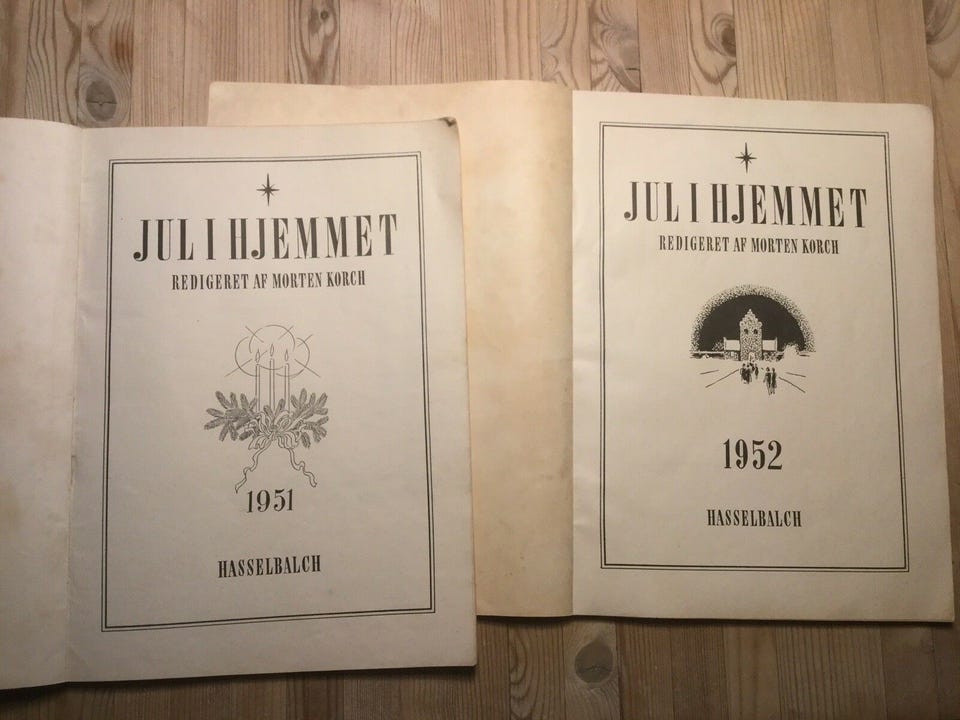 JUL I HJEMMET
REDIGERET AF MORTEN KORCH
1951
HASSELBALCH
JUL I HJEMMET
REDIGERET AF MORTEN KORCH
1952
HASSELBALCH